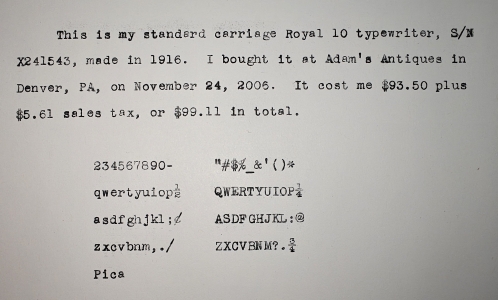 This is my standard carriage Royal 10 typewriter, S/N
X241543, made in 1916. I bought it at Adam's Antiques in
Denver, PA, on November 24, 2006. It cost me $93.50 plus
$5.61 sales tax, or $99.11 in total.
234567890- "#$%_&'()*
qwertyuiop½ QWERTYUIOP¼
asdfghjkl;¢ ASDFGHJKL:@
zxcvbnm,./ ZXCVBNM?.¾
Pica